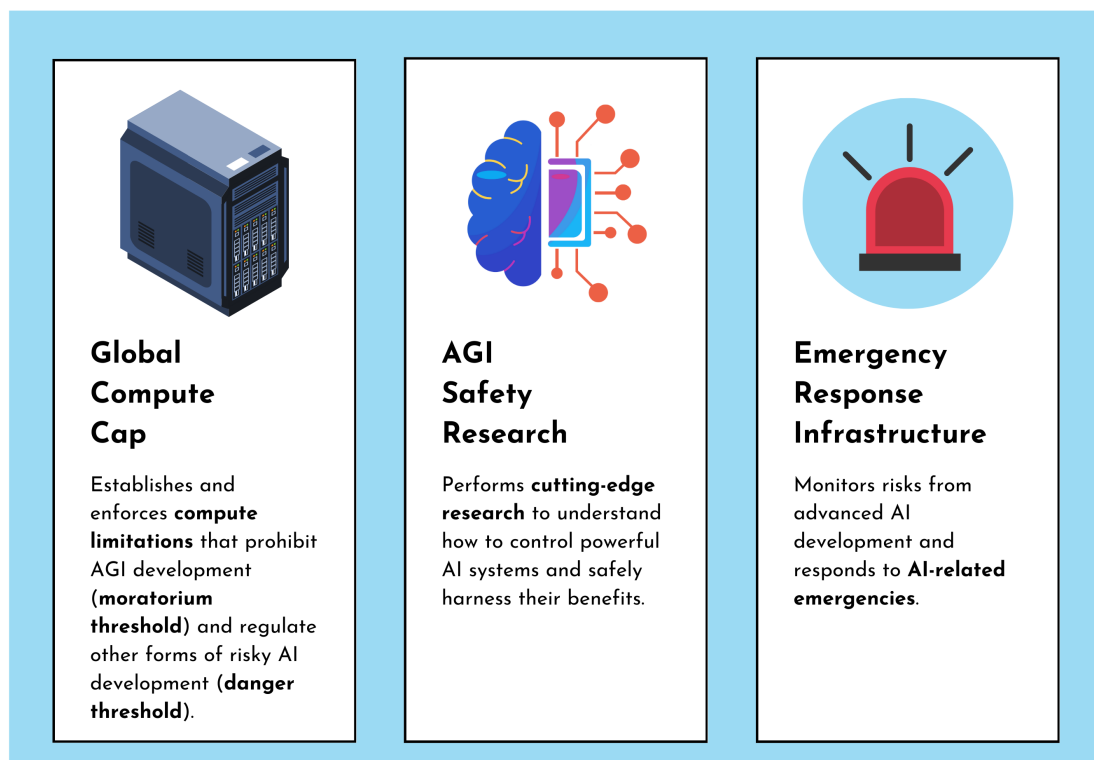 Global
Compute
Cap
Establishes and
enforces compute
limitations that prohibit
AGI development
(moratorium
threshold) and regulate
other forms of risky AI
development (danger
threshold).
AGI
Safety
Research
Performs cutting-edge
research to understand
how to control powerful
AI systems and safely
harness their benefits.
Emergency
Response
Infrastructure
Monitors risks from
advanced AI
development and
responds to AI-related
emergencies.